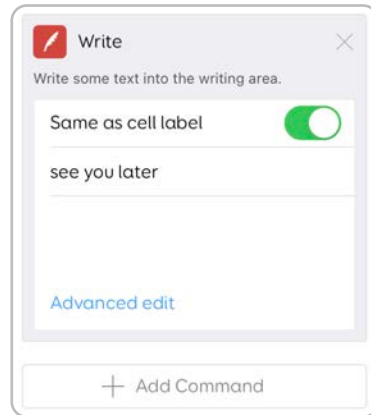 Write
Write some text into the writing area.
Same as cell label
see you later
Advanced edit
Add Command